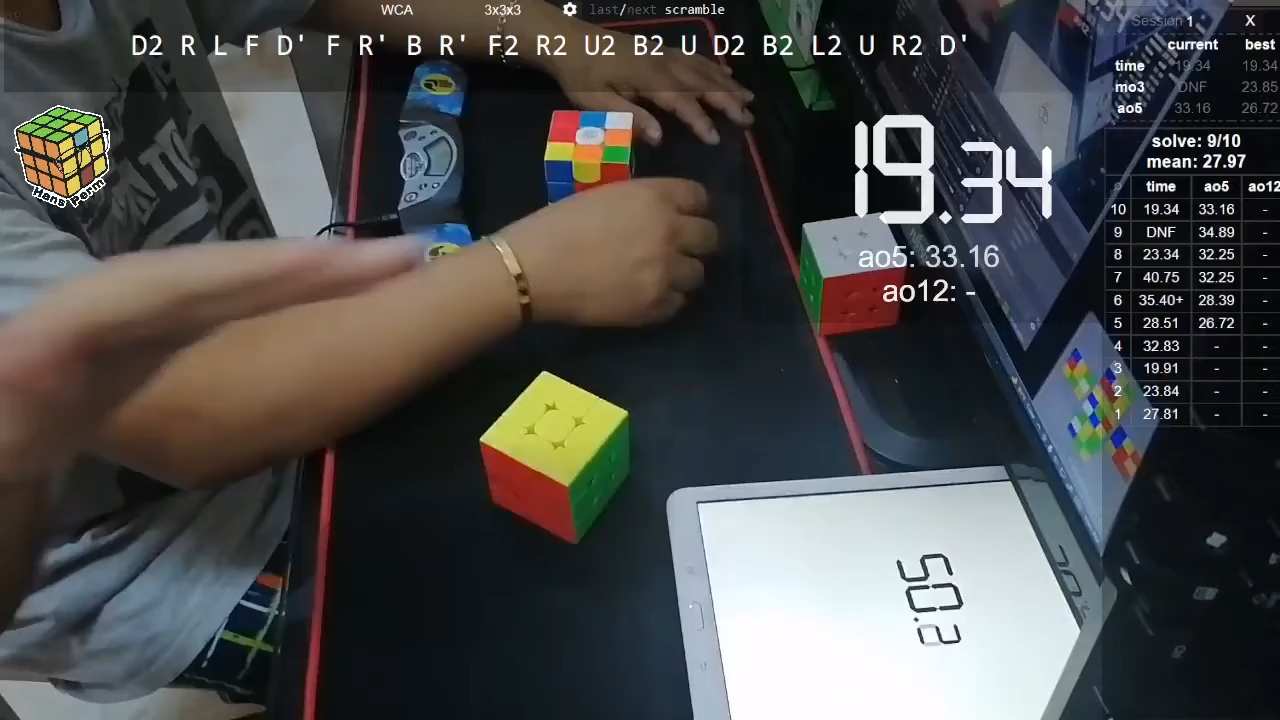 WCA 3x3x3 last/next scramble
D2 R L F D' F R' B R' F2 R2 U2 B2 U D2 B2 L2 U R2 D'
Session 1 X
current best
time 19.34 19.34
mo3 DNF 23.85
ao5 33.16 26.72
solve: 9/10
mean: 27.97
time ao5 ao12
10 19.34 33.16 -
9 DNF 34.89 -
8 23.34 32.25 -
7 40.75 32.25 -
6 35.40+ 28.39 -
5 28.51 26.72 -
4 32.83 - -
3 19.91 - -
2 23.84 - -
1 27.81 - -
19.34
ao5: 33.16
ao12: -
Hans Perm
2.05